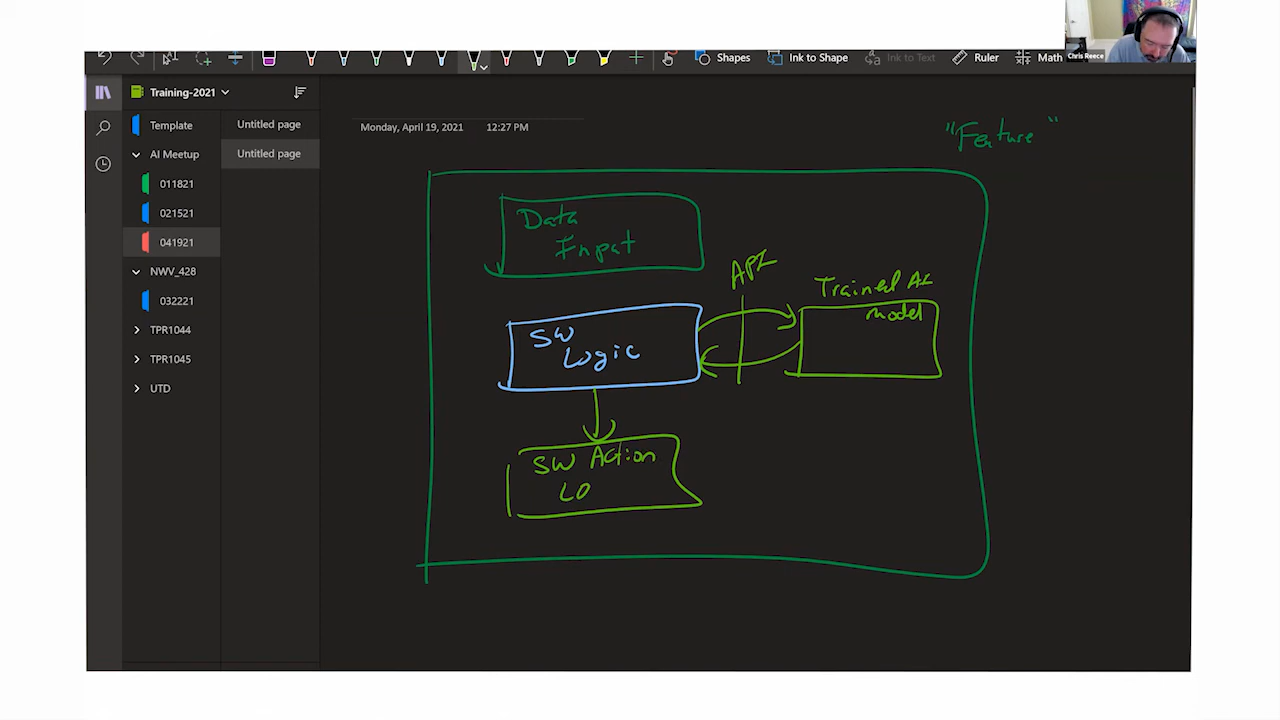 Chris Reece
Shapes
Ink to Shape
Ink to Text
Ruler
Math
Training-2021
Template
AI Meetup
011821
021521
041921
NWV_428
032221
TPR1044
TPR1045
UTD
Untitled page
Untitled page
Monday, April 19, 2021
12:27 PM
"Feature"
Data
Input
API
Trained AI
model
SW
Logic
SW Action
LO